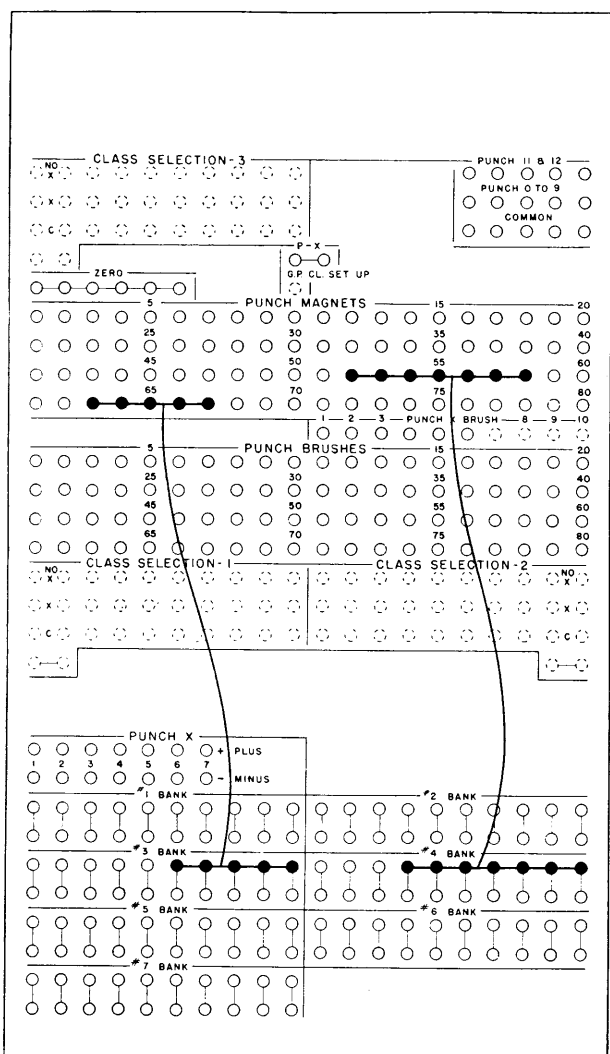 CLASS SELECTION-3
PUNCH 11 & 12
NO
X
PUNCH 0 TO 9
X
COMMON
C
P-X
G.P. CL. SET UP
ZERO
5 PUNCH MAGNETS 15 20
25 30 35 40
45 50 55 60
65 70 75 80
1 2 3 PUNCH X BRUSH 8 9 10
5 PUNCH BRUSHES 15 20
25 30 35 40
45 50 55 60
65 70 75 80
CLASS SELECTION-1 CLASS SELECTION-2
NO NO
X X
X X
C C
PUNCH X
+ PLUS
1 2 3 4 5 6 7
- MINUS
#1 BANK #2 BANK
#3 BANK #4 BANK
#5 BANK #6 BANK
#7 BANK